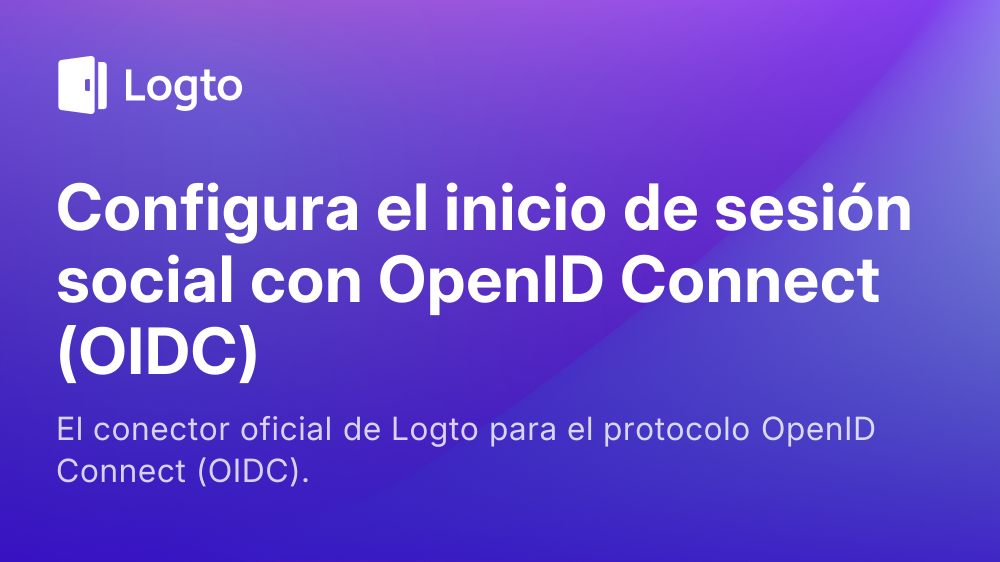 Logto
Configura el inicio de sesión
social con OpenID Connect
(OIDC)
El conector oficial de Logto para el protocolo OpenID
Connect (OIDC).